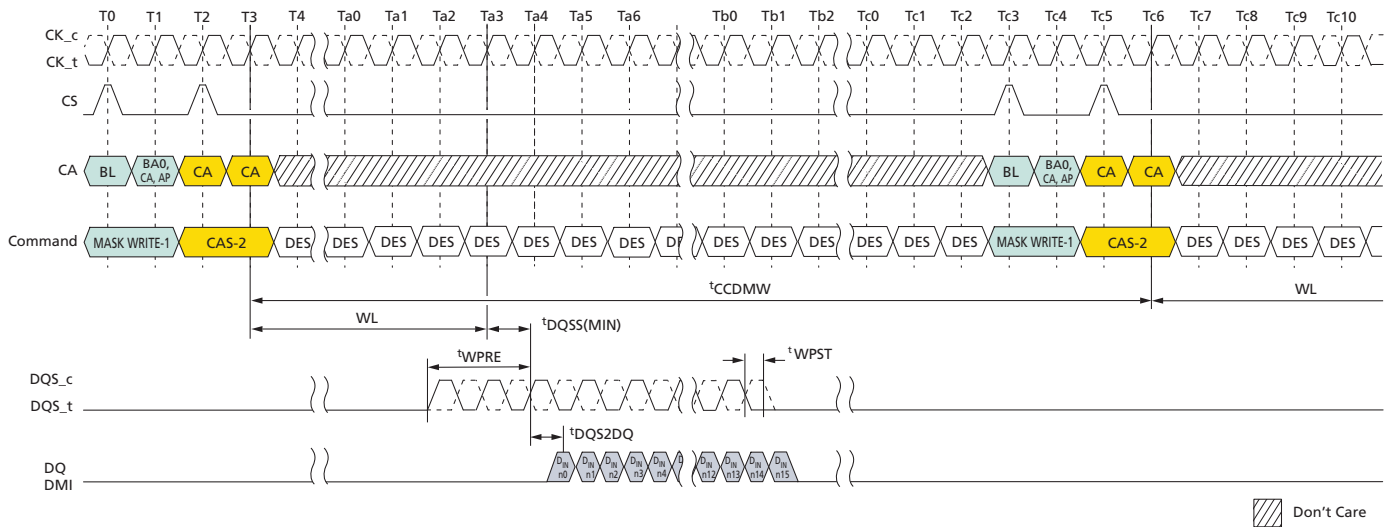 T0 T1 T2 T3 T4 Ta0 Ta1 Ta2 Ta3 Ta4 Ta5 Ta6 Tb0 Tb1 Tb2 Tc0 Tc1 Tc2 Tc3 Tc4 Tc5 Tc6 Tc7 Tc8 Tc9 Tc10
CK_c
CK_t
CS
CA BL BA0, CA, AP CA CA BL BA0, CA, AP CA CA
Command MASK WRITE-1 CAS-2 DES DES DES DES DES DES DES DES DES DES DES DES DES DES DES MASK WRITE-1 CAS-2 DES DES DES DES
tCCDMW
WL WL
tDQSS(MIN)
tWPRE tWPST
DQS_c
DQS_t
tDQS2DQ
DQ
DMI
DIN n0 DIN n1 DIN n2 DIN n3 DIN n4 DIN n12 DIN n13 DIN n14 DIN n15
Don't Care